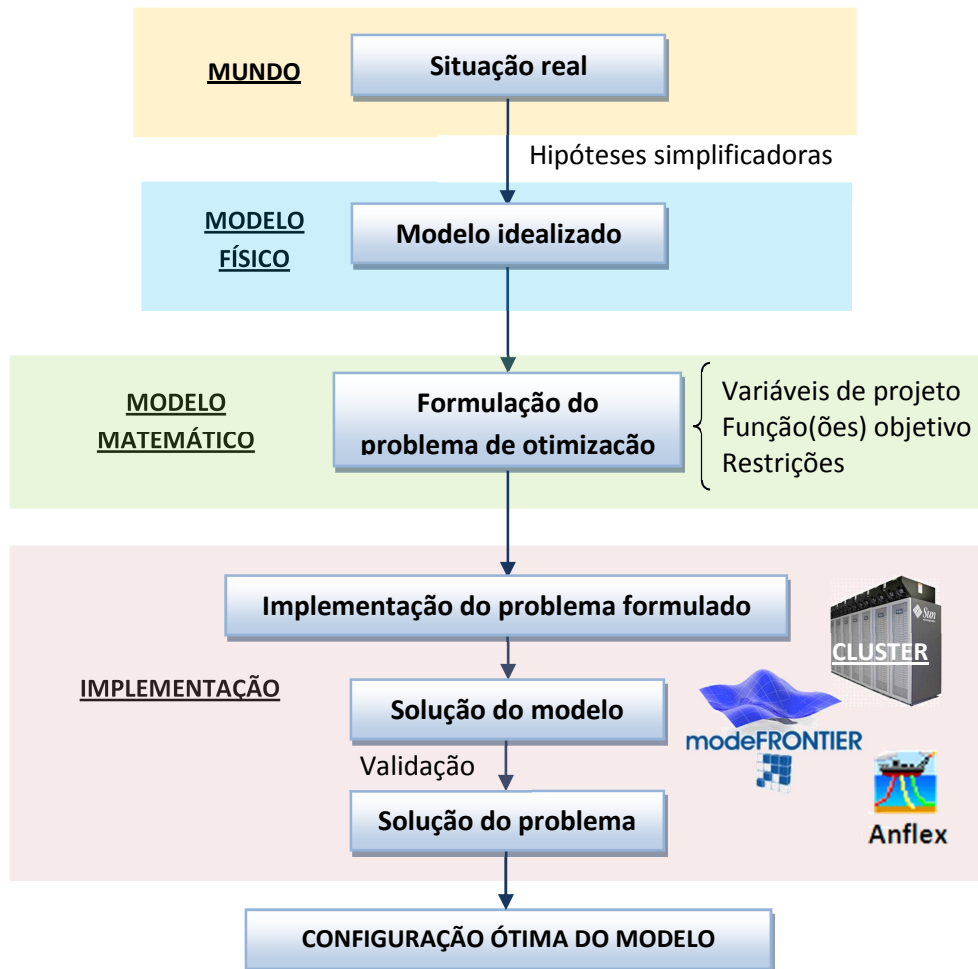 MUNDO
Situação real
Hipóteses simplificadoras
MODELO
FÍSICO
Modelo idealizado
MODELO
MATEMÁTICO
Formulação do
problema de otimização
Variáveis de projeto
Função(ões) objetivo
Restrições
Implementação do problema formulado
Sun
CLUSTER
IMPLEMENTAÇÃO
Solução do modelo
modeFRONTIER
Validação
Solução do problema
Anflex
CONFIGURAÇÃO ÓTIMA DO MODELO